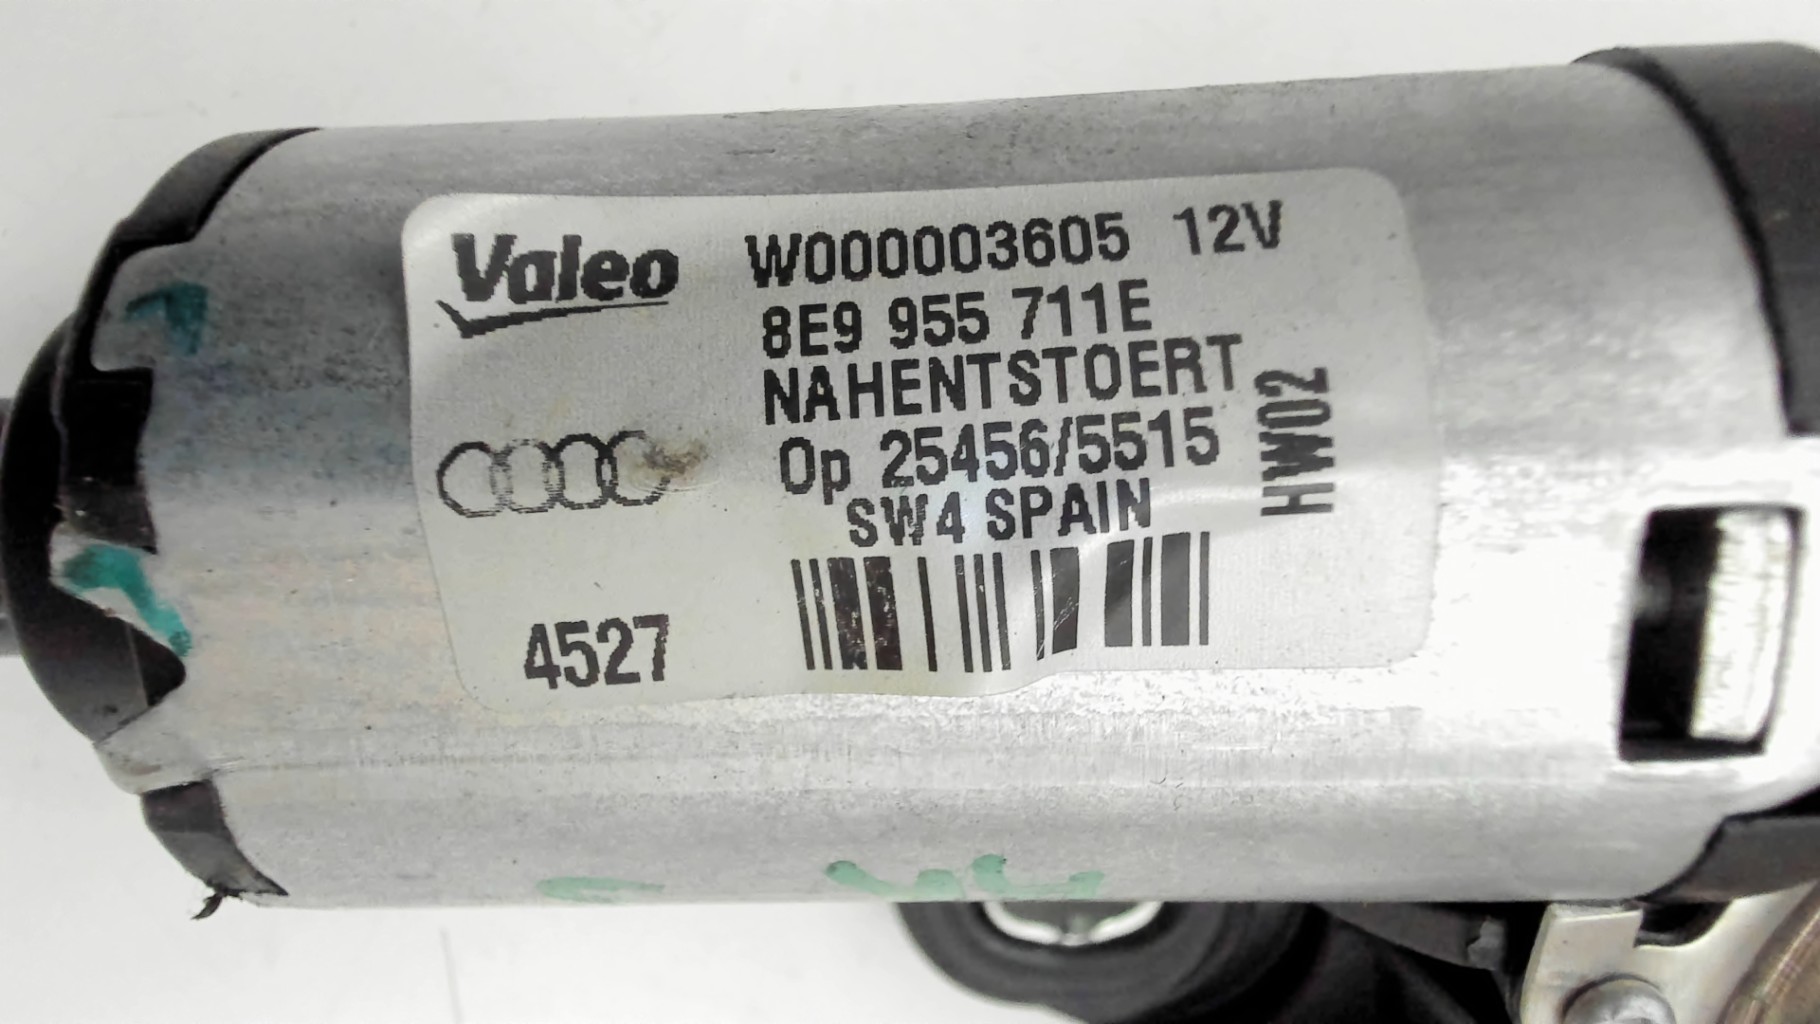 Valeo W000003605 12V
8E9 955 711E
NAHENTSTOERT
Op 25456/5515
SW4 SPAIN
HW02
4527